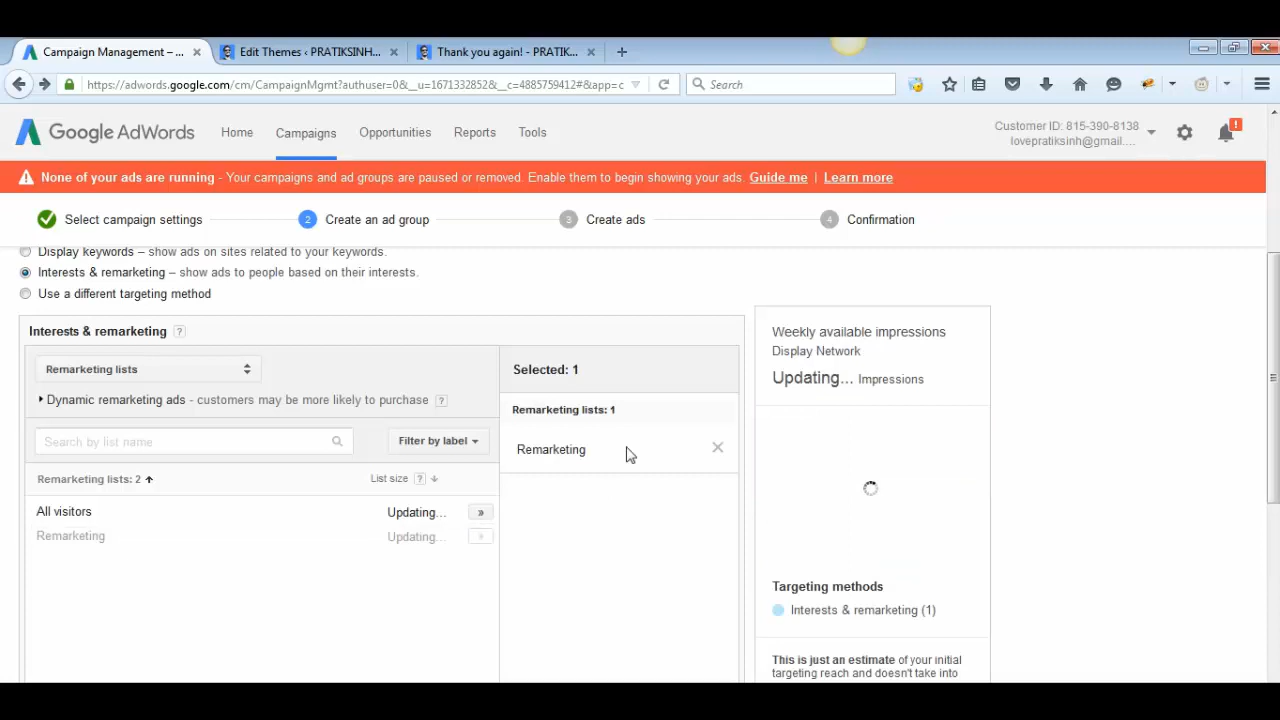 Campaign Management – ...
Edit Themes ‹ PRATIKSINH...
Thank you again! - PRATIK...
https://adwords.google.com/cm/CampaignMgmt?authuser=0&__u=1671332852&__c=4885759412#&app=c
Search
Google AdWords
Home
Campaigns
Opportunities
Reports
Tools
Customer ID: 815-390-8138
lovepratiksinh@gmail....
None of your ads are running - Your campaigns and ad groups are paused or removed. Enable them to begin showing your ads. Guide me | Learn more
Select campaign settings
2 Create an ad group
3 Create ads
4 Confirmation
Display keywords – show ads on sites related to your keywords.
Interests & remarketing – show ads to people based on their interests.
Use a different targeting method
Interests & remarketing ?
Remarketing lists
Dynamic remarketing ads - customers may be more likely to purchase ?
Search by list name
Filter by label
Remarketing lists: 2
List size ?
All visitors
Updating... »
Remarketing
Updating... »
Selected: 1
Remarketing lists: 1
Remarketing
Weekly available impressions
Display Network
Updating... Impressions
Targeting methods
Interests & remarketing (1)
This is just an estimate of your initial
targeting reach and doesn't take into